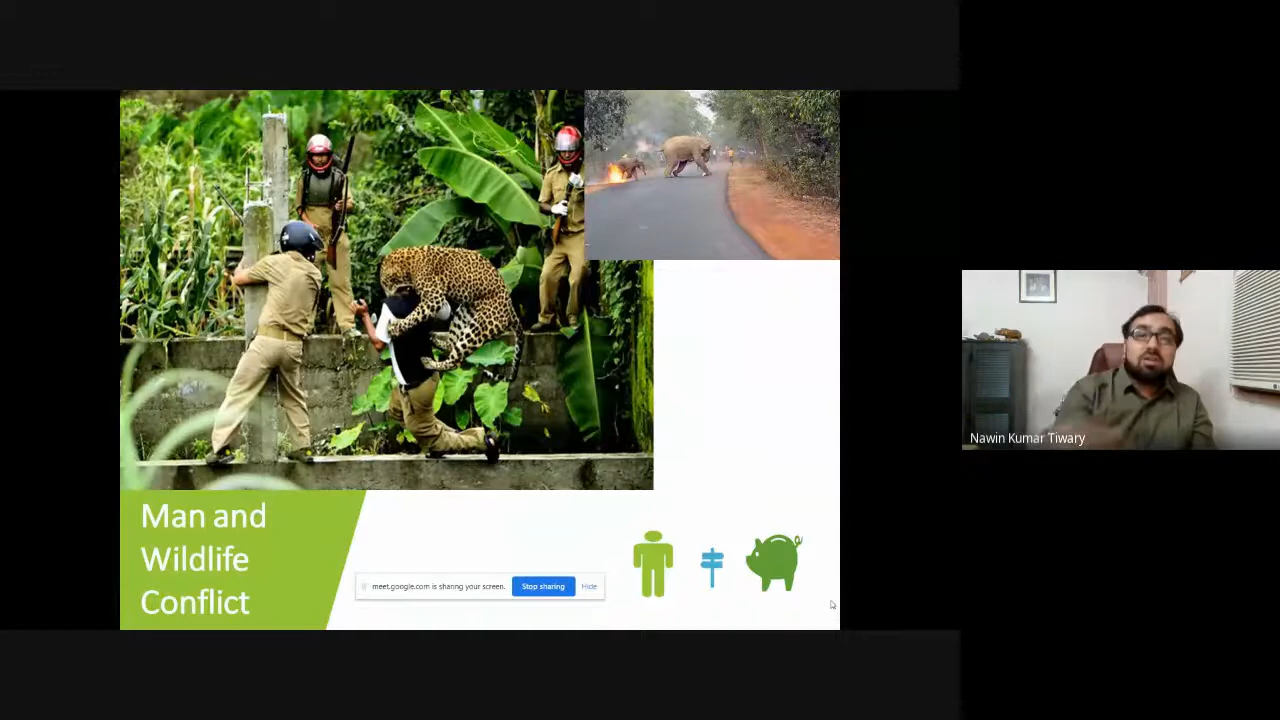 Man and
Wildlife
Conflict
meet.google.com is sharing your screen.
Stop sharing
Hide
Nawin Kumar Tiwary